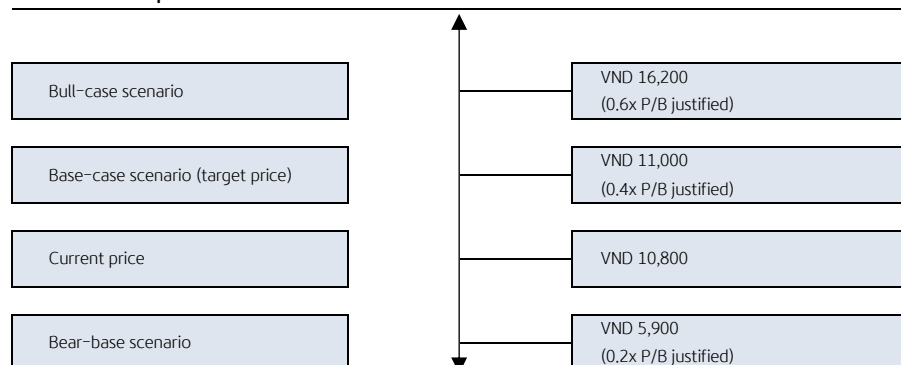 Bull-case scenario
VND 16,200
(0.6x P/B justified)
Base-case scenario (target price)
VND 11,000
(0.4x P/B justified)
Current price
VND 10,800
Bear-base scenario
VND 5,900
(0.2x P/B justified)